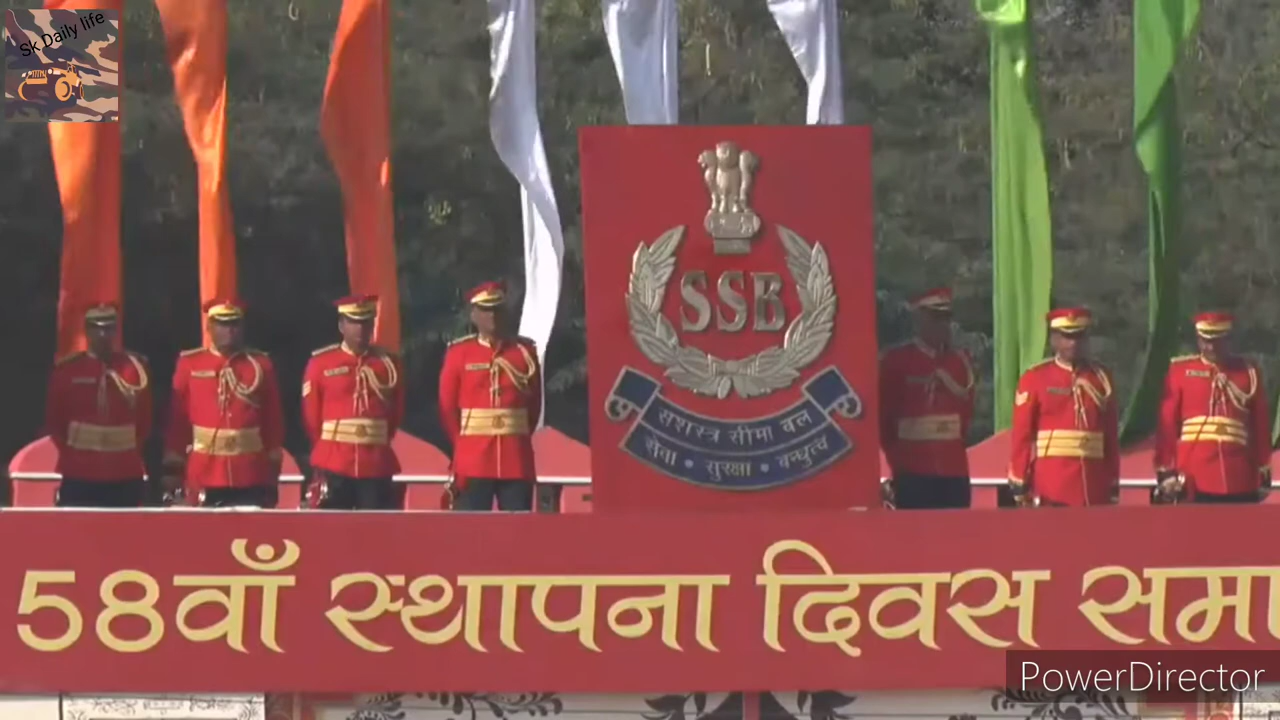 Sk Daily life
SSB
सशस्त्र सीमा बल
सेवा • सुरक्षा • बन्धुत्व
58वाँ स्थापना दिवस समा
PowerDirector